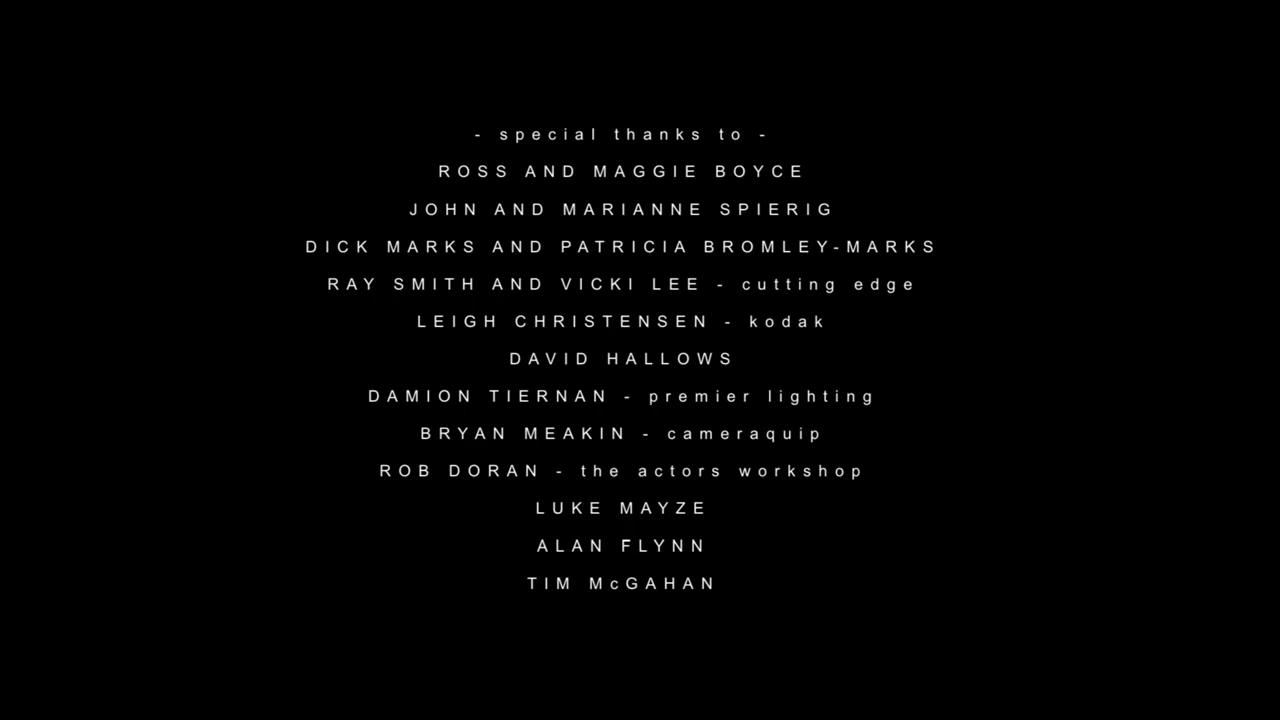 - special thanks to -
ROSS AND MAGGIE BOYCE
JOHN AND MARIANNE SPIERIG
DICK MARKS AND PATRICIA BROMLEY-MARKS
RAY SMITH AND VICKI LEE - cutting edge
LEIGH CHRISTENSEN - kodak
DAVID HALLOWS
DAMION TIERNAN - premier lighting
BRYAN MEAKIN - cameraquip
ROB DORAN - the actors workshop
LUKE MAYZE
ALAN FLYNN
TIM McGAHAN